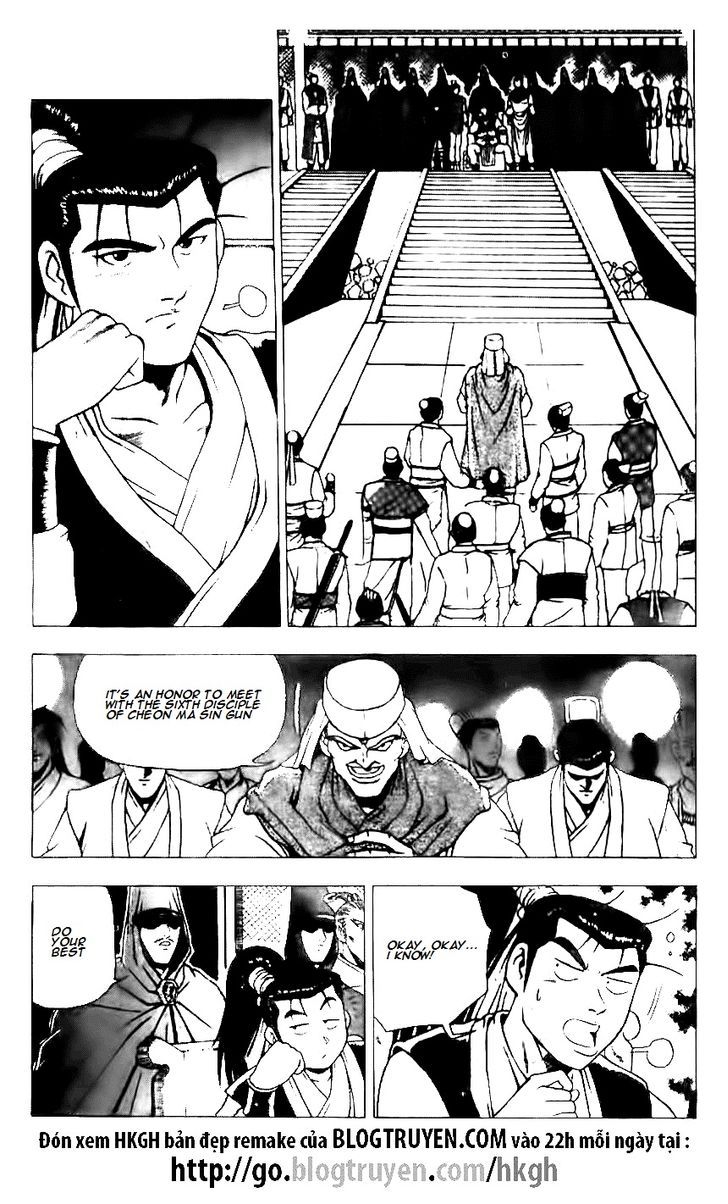 IT'S AN HONOR TO MEET
WITH THE SIXTH DISCIPLE
OF CHEON MA SIN GUN
DO
YOUR
BEST
OKAY, OKAY...
I KNOW!
Đón xem HKGH bản đẹp remake của BLOGTRUYEN.COM vào 22h mỗi ngày tại :
http://go.blogtruyen.com/hkgh